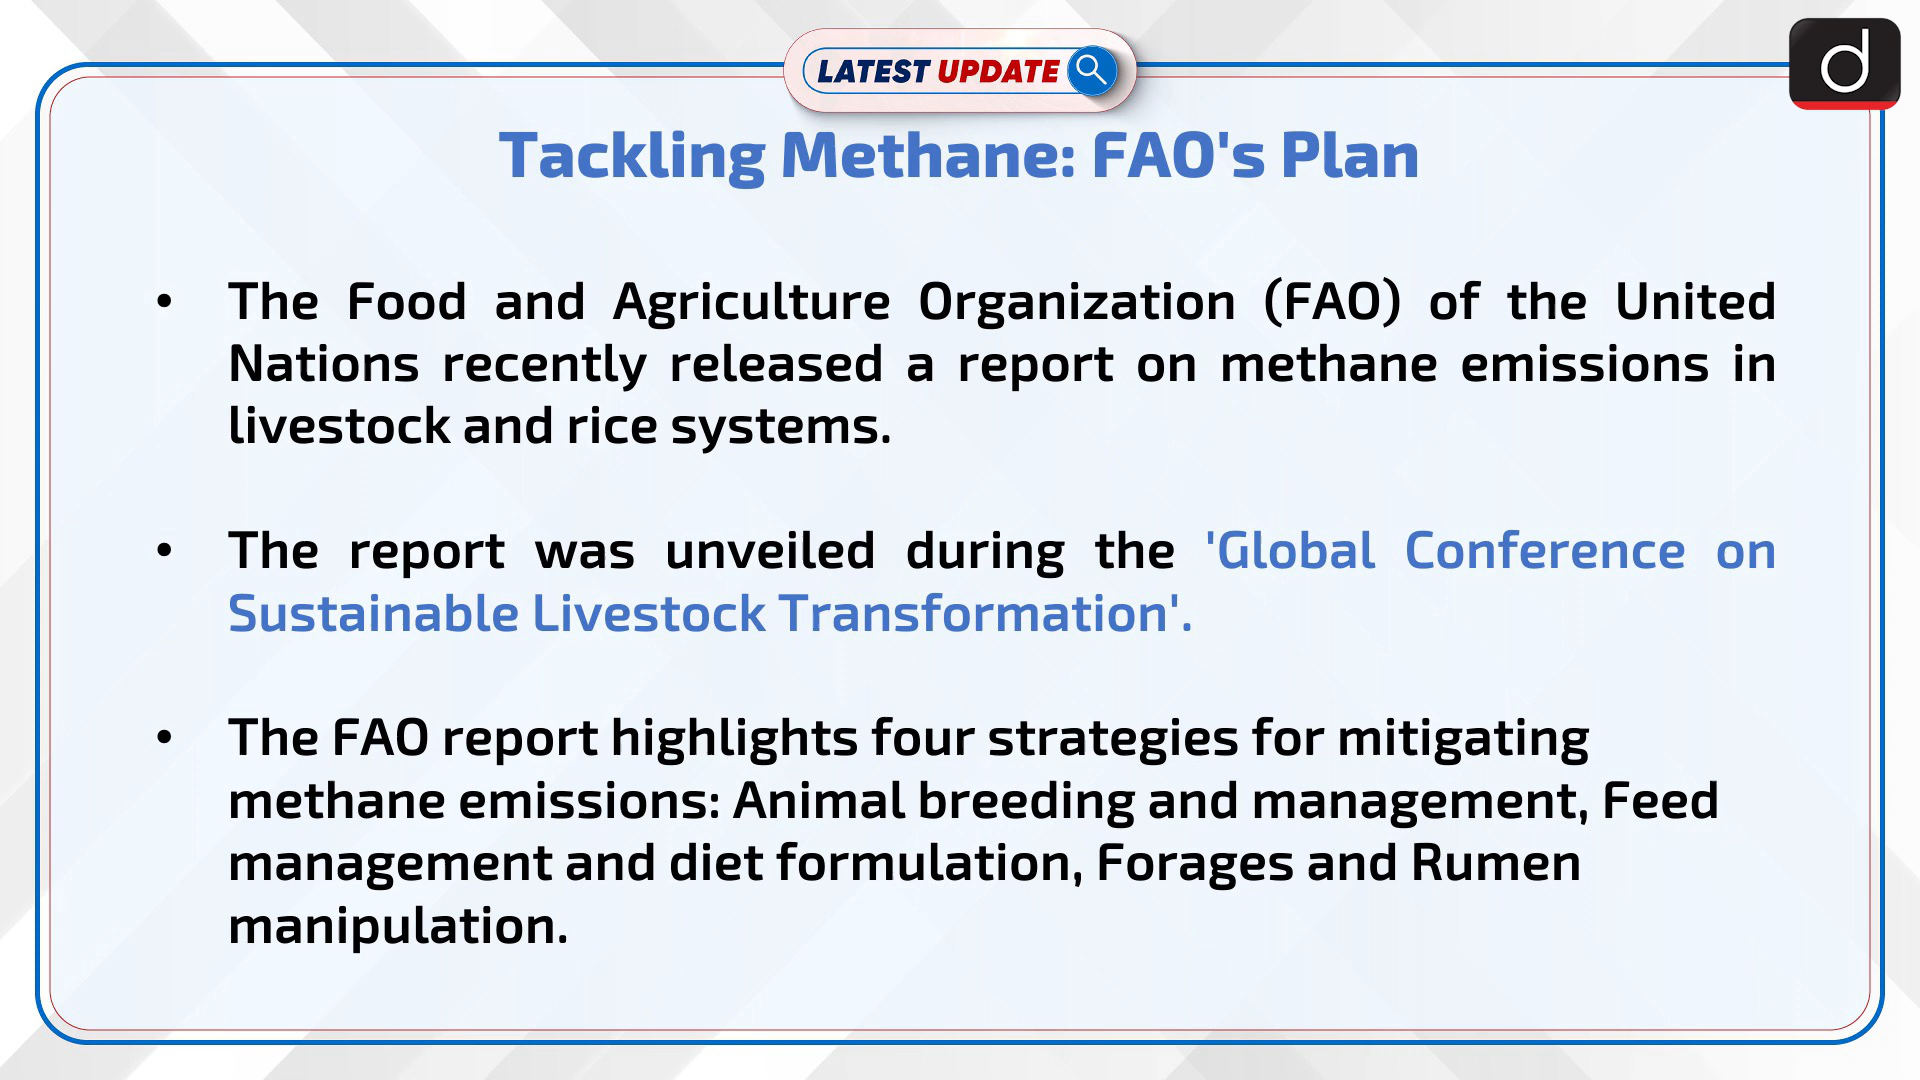 LATEST UPDATE
d
Tackling Methane: FAO's Plan
• The Food and Agriculture Organization (FAO) of the United
Nations recently released a report on methane emissions in
livestock and rice systems.
• The report was unveiled during the 'Global Conference on
Sustainable Livestock Transformation'.
• The FAO report highlights four strategies for mitigating
methane emissions: Animal breeding and management, Feed
management and diet formulation, Forages and Rumen
manipulation.